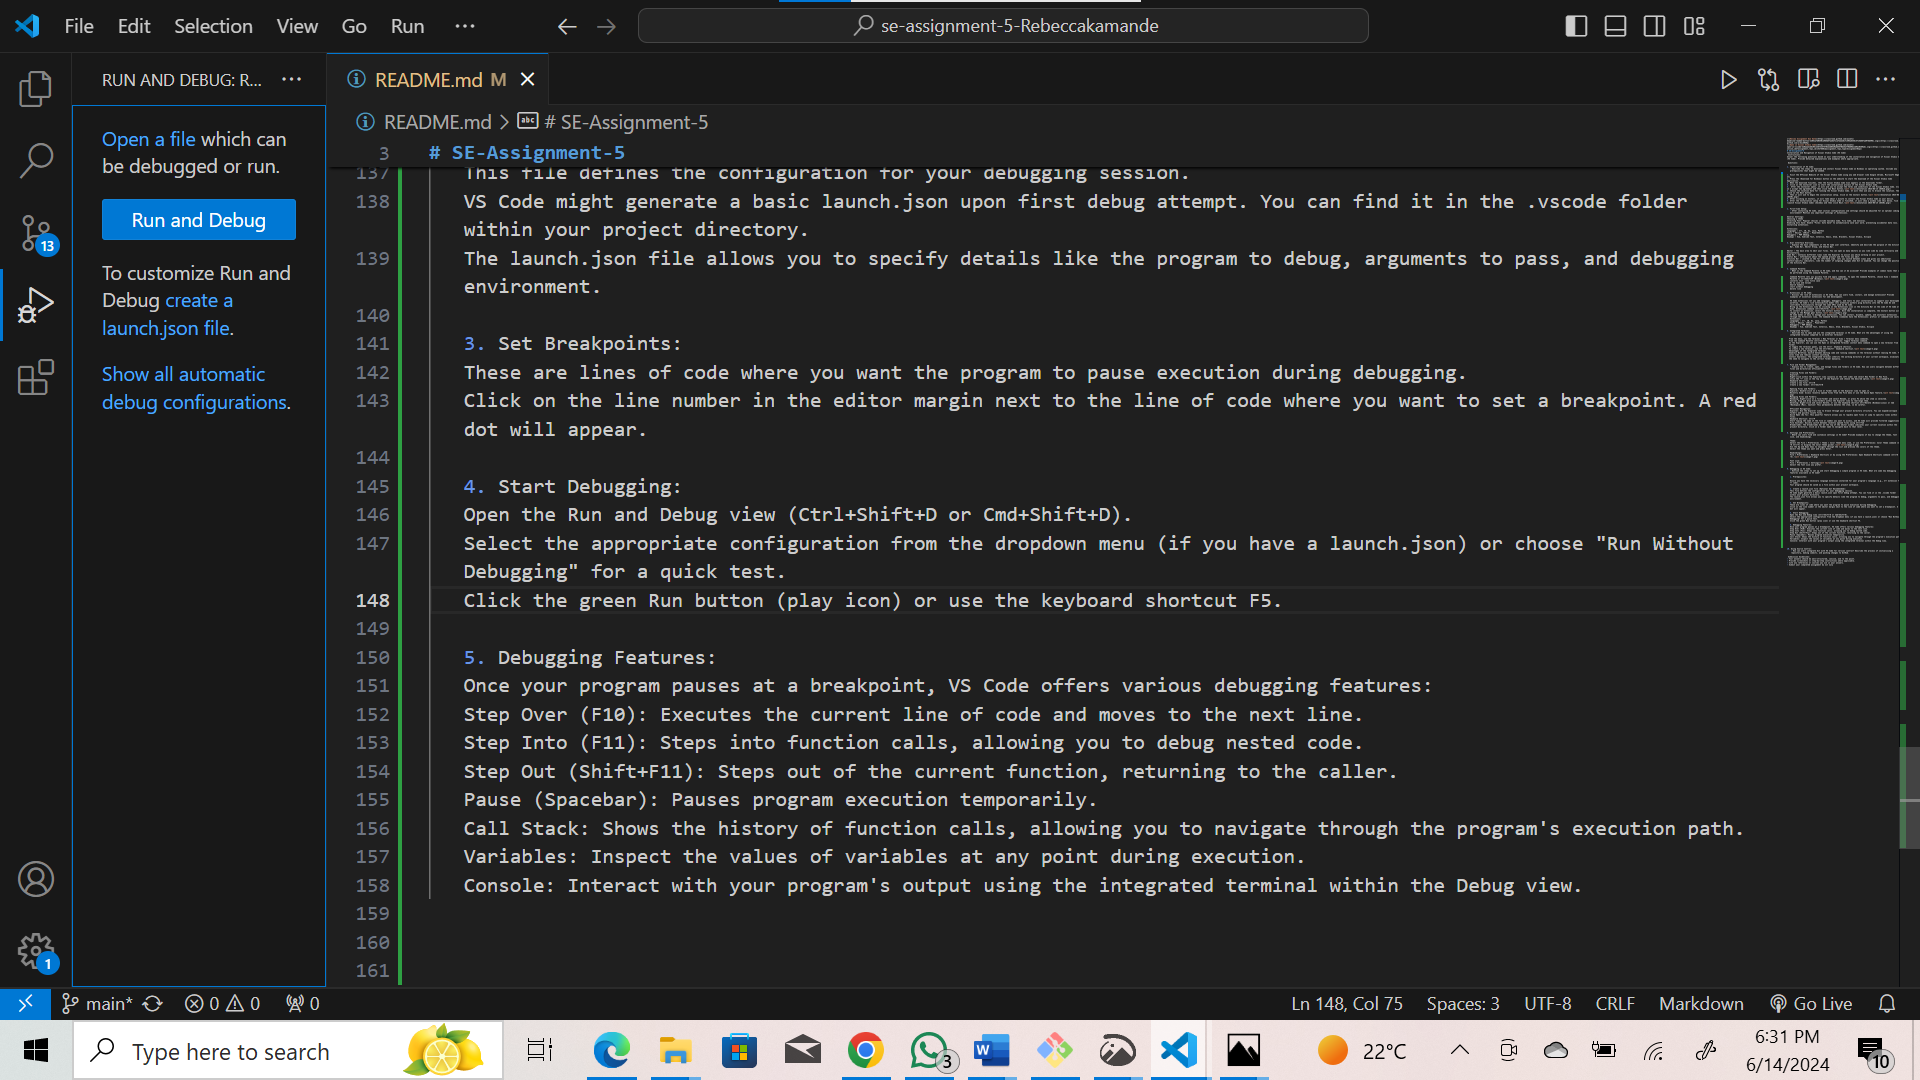 File Edit Selection View Go Run ···
se-assignment-5-Rebeccakamande
RUN AND DEBUG: R... ···
README.md M
Open a file which can
be debugged or run.
Run and Debug
To customize Run and
Debug create a
launch.json file.
Show all automatic
debug configurations.
13
1
README.md > # SE-Assignment-5
3 # SE-Assignment-5
137 This file defines the configuration for your debugging session.
138 VS Code might generate a basic launch.json upon first debug attempt. You can find it in the .vscode folder
within your project directory.
139 The launch.json file allows you to specify details like the program to debug, arguments to pass, and debugging
environment.
140
141 3. Set Breakpoints:
142 These are lines of code where you want the program to pause execution during debugging.
143 Click on the line number in the editor margin next to the line of code where you want to set a breakpoint. A red
dot will appear.
144
145 4. Start Debugging:
146 Open the Run and Debug view (Ctrl+Shift+D or Cmd+Shift+D).
147 Select the appropriate configuration from the dropdown menu (if you have a launch.json) or choose "Run Without
Debugging" for a quick test.
148 Click the green Run button (play icon) or use the keyboard shortcut F5.
149
150 5. Debugging Features:
151 Once your program pauses at a breakpoint, VS Code offers various debugging features:
152 Step Over (F10): Executes the current line of code and moves to the next line.
153 Step Into (F11): Steps into function calls, allowing you to debug nested code.
154 Step Out (Shift+F11): Steps out of the current function, returning to the caller.
155 Pause (Spacebar): Pauses program execution temporarily.
156 Call Stack: Shows the history of function calls, allowing you to navigate through the program's execution path.
157 Variables: Inspect the values of variables at any point during execution.
158 Console: Interact with your program's output using the integrated terminal within the Debug view.
159
160
161
main* 0 0 0
Ln 148, Col 75 Spaces: 3 UTF-8 CRLF Markdown Go Live
Type here to search
3
22°C
6:31 PM
6/14/2024
10